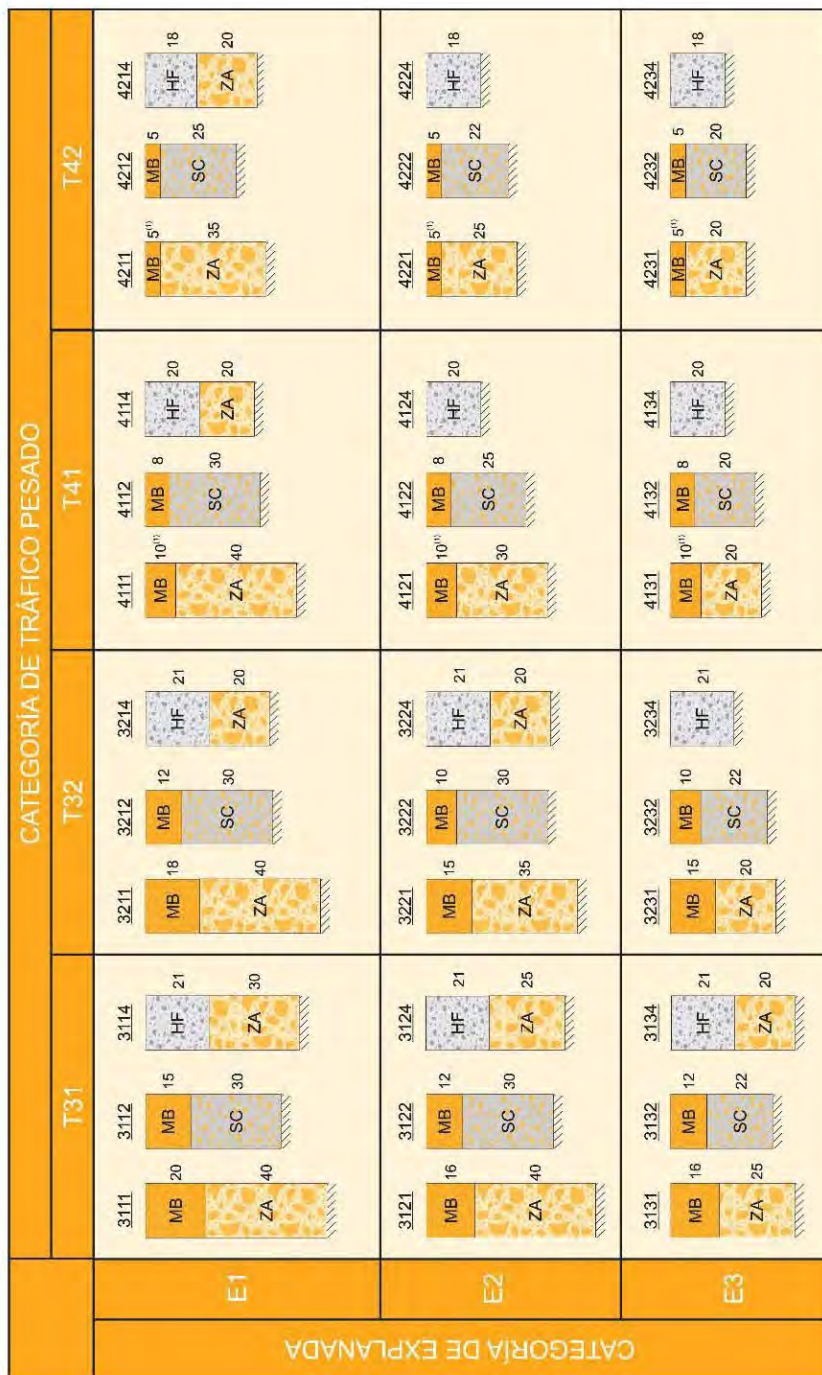 CATEGORÍA DE TRÁFICO PESADO
T31 T32 T41 T42
CATEGORÍA DE EXPLANADA
E1
3111 3112 3114 3211 3212 3214 4111 4112 4114 4211 4212 4214
MB 20 MB 15 HF 21 MB 18 MB 12 HF 21 MB 10(1) MB 8 HF 20 MB 5(1) MB 5 HF 18
ZA 40 SC 30 ZA 30 ZA 40 SC 30 ZA 20 ZA 40 SC 30 ZA 20 ZA 35 SC 25 ZA 20
E2
3121 3122 3124 3221 3222 3224 4121 4122 4124 4221 4222 4224
MB 16 MB 12 HF 21 MB 15 MB 10 HF 21 MB 10(1) MB 8 HF 20 MB 5(1) MB 5 HF 18
ZA 40 SC 30 ZA 25 ZA 35 SC 30 ZA 20 ZA 30 SC 25 ZA 25 SC 22
E3
3131 3132 3134 3231 3232 3234 4131 4132 4134 4231 4232 4234
MB 16 MB 12 HF 21 MB 15 MB 10 HF 21 MB 10(1) MB 8 HF 20 MB 5(1) MB 5 HF 18
ZA 25 SC 22 ZA 20 ZA 20 SC 22 ZA 20 SC 20 ZA 20 SC 20